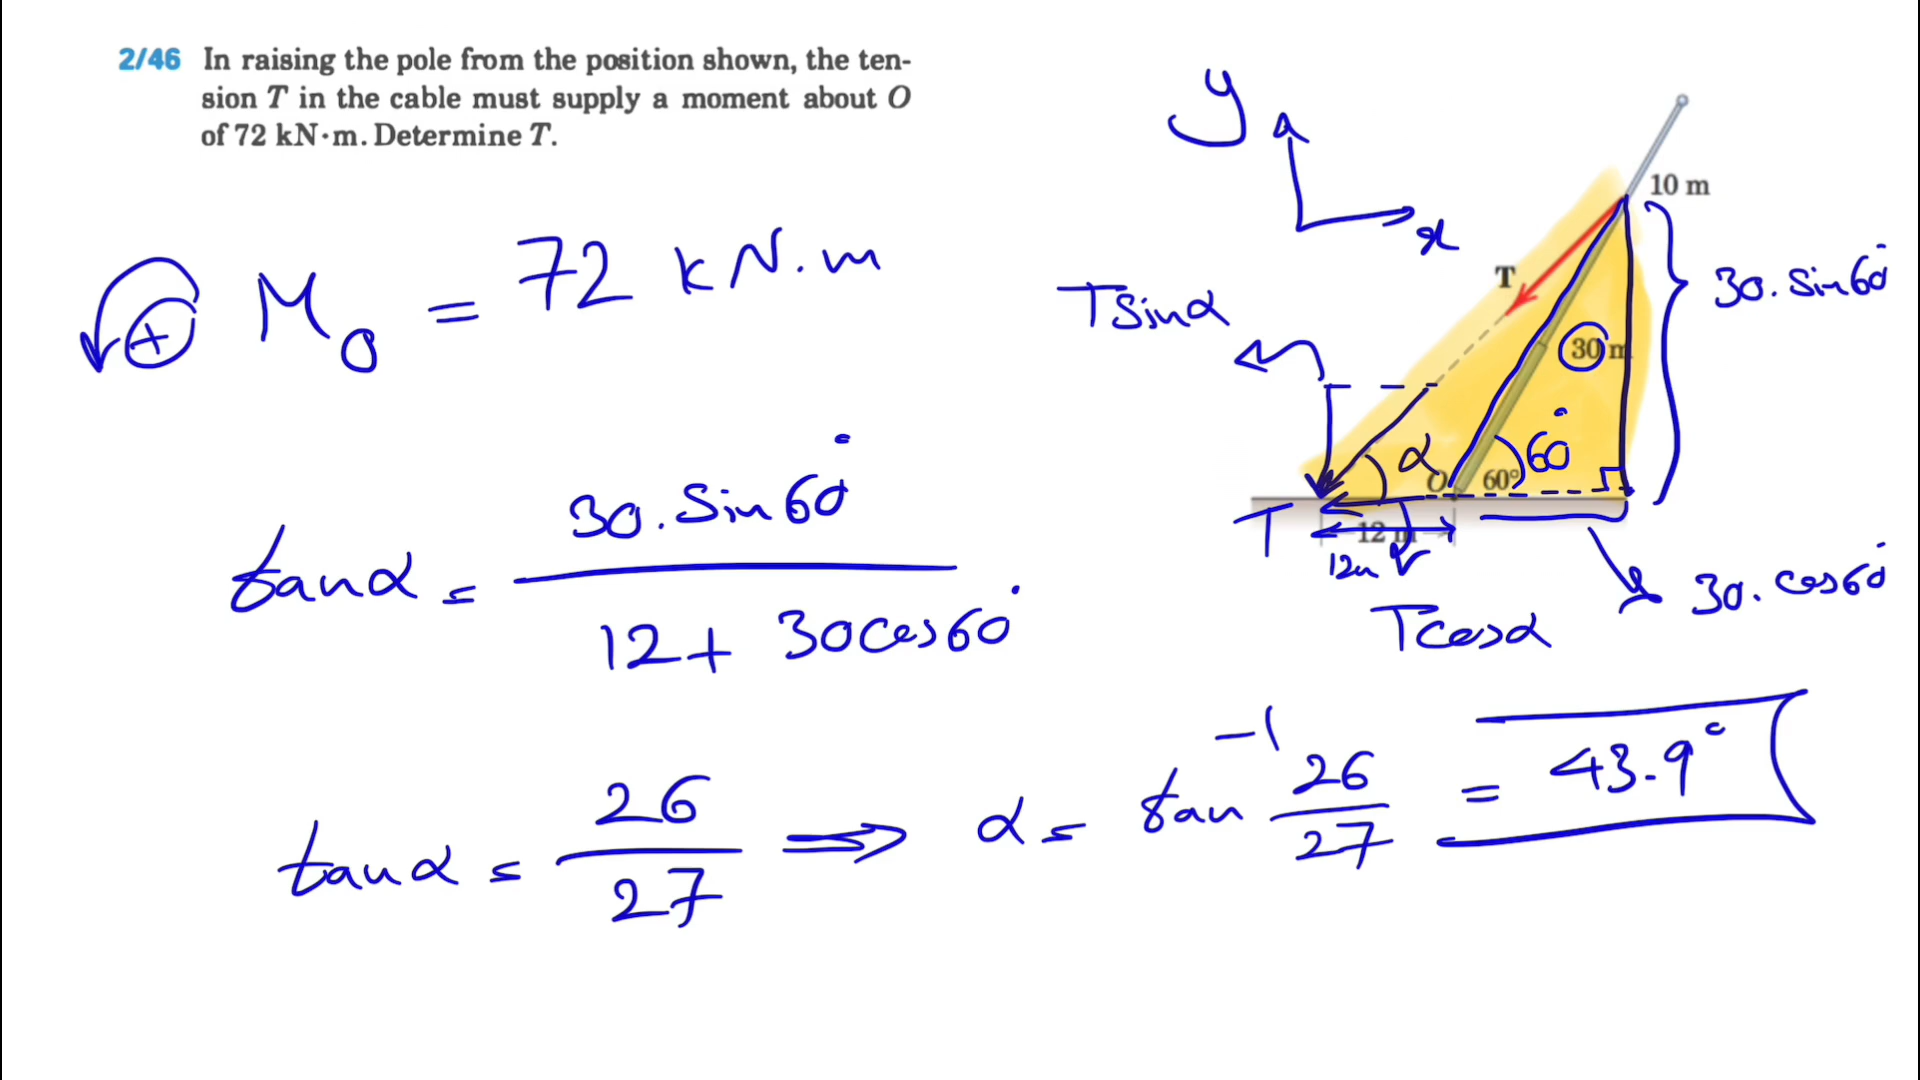 2/46 In raising the pole from the position shown, the ten-
sion T in the cable must supply a moment about O
of 72 kN·m. Determine T.
M₀ = 72 kN.m
+
tanα = 30.Sin60° / 12+ 30cos60°
tanα = 26/27 ⟹ α = tan⁻¹ 26/27 = 43.9°
y
x
10 m
T
30.Sin60°
TSinα
30 m
α
60°
O
60°
T
12 m
12m
30.cos60°
Tcosα